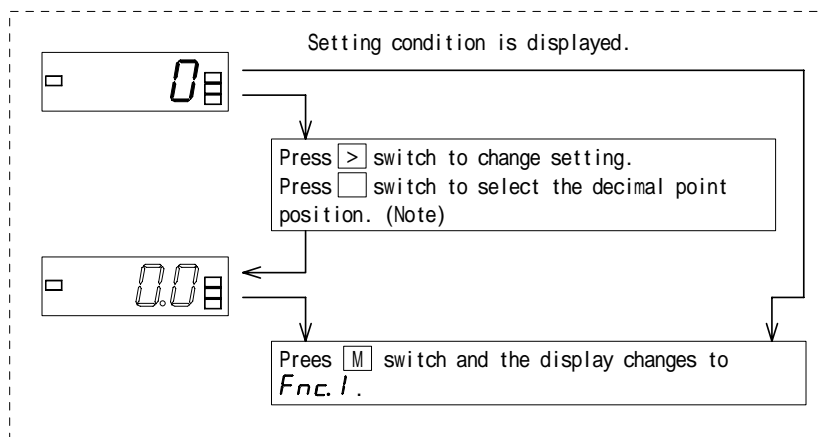 Setting condition is displayed.
0
Press > switch to change setting.
Press switch to select the decimal point
position. (Note)
0.0
Prees M switch and the display changes to
Fnc.1.